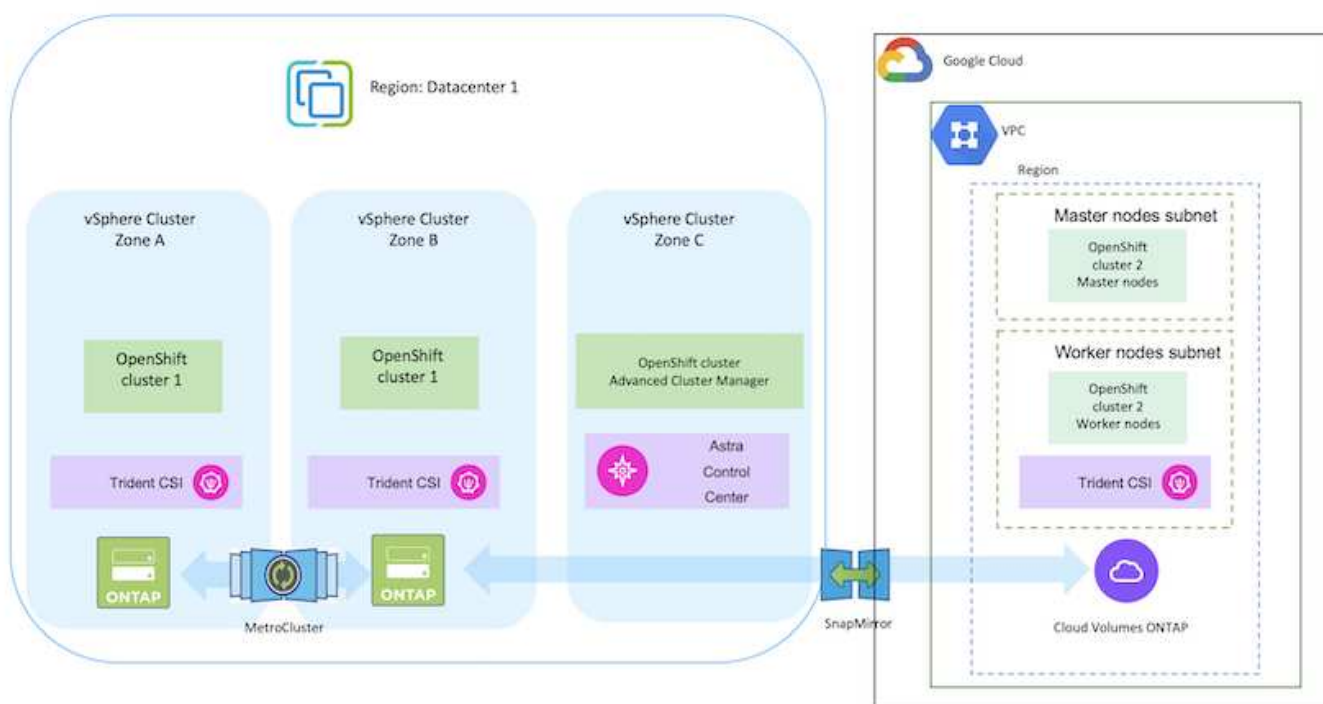 Region: Datacenter 1
vSphere Cluster
Zone A
OpenShift
cluster 1
Trident CSI
ONTAP
vSphere Cluster
Zone B
OpenShift
cluster 1
Trident CSI
ONTAP
MetroCluster
vSphere Cluster
Zone C
OpenShift cluster
Advanced Cluster Manager
Astra
Control
Center
SnapMirror
Google Cloud
VPC
Region
Master nodes subnet
OpenShift
cluster 2
Master nodes
Worker nodes subnet
OpenShift
cluster 2
Worker nodes
Trident CSI
Cloud Volumes ONTAP